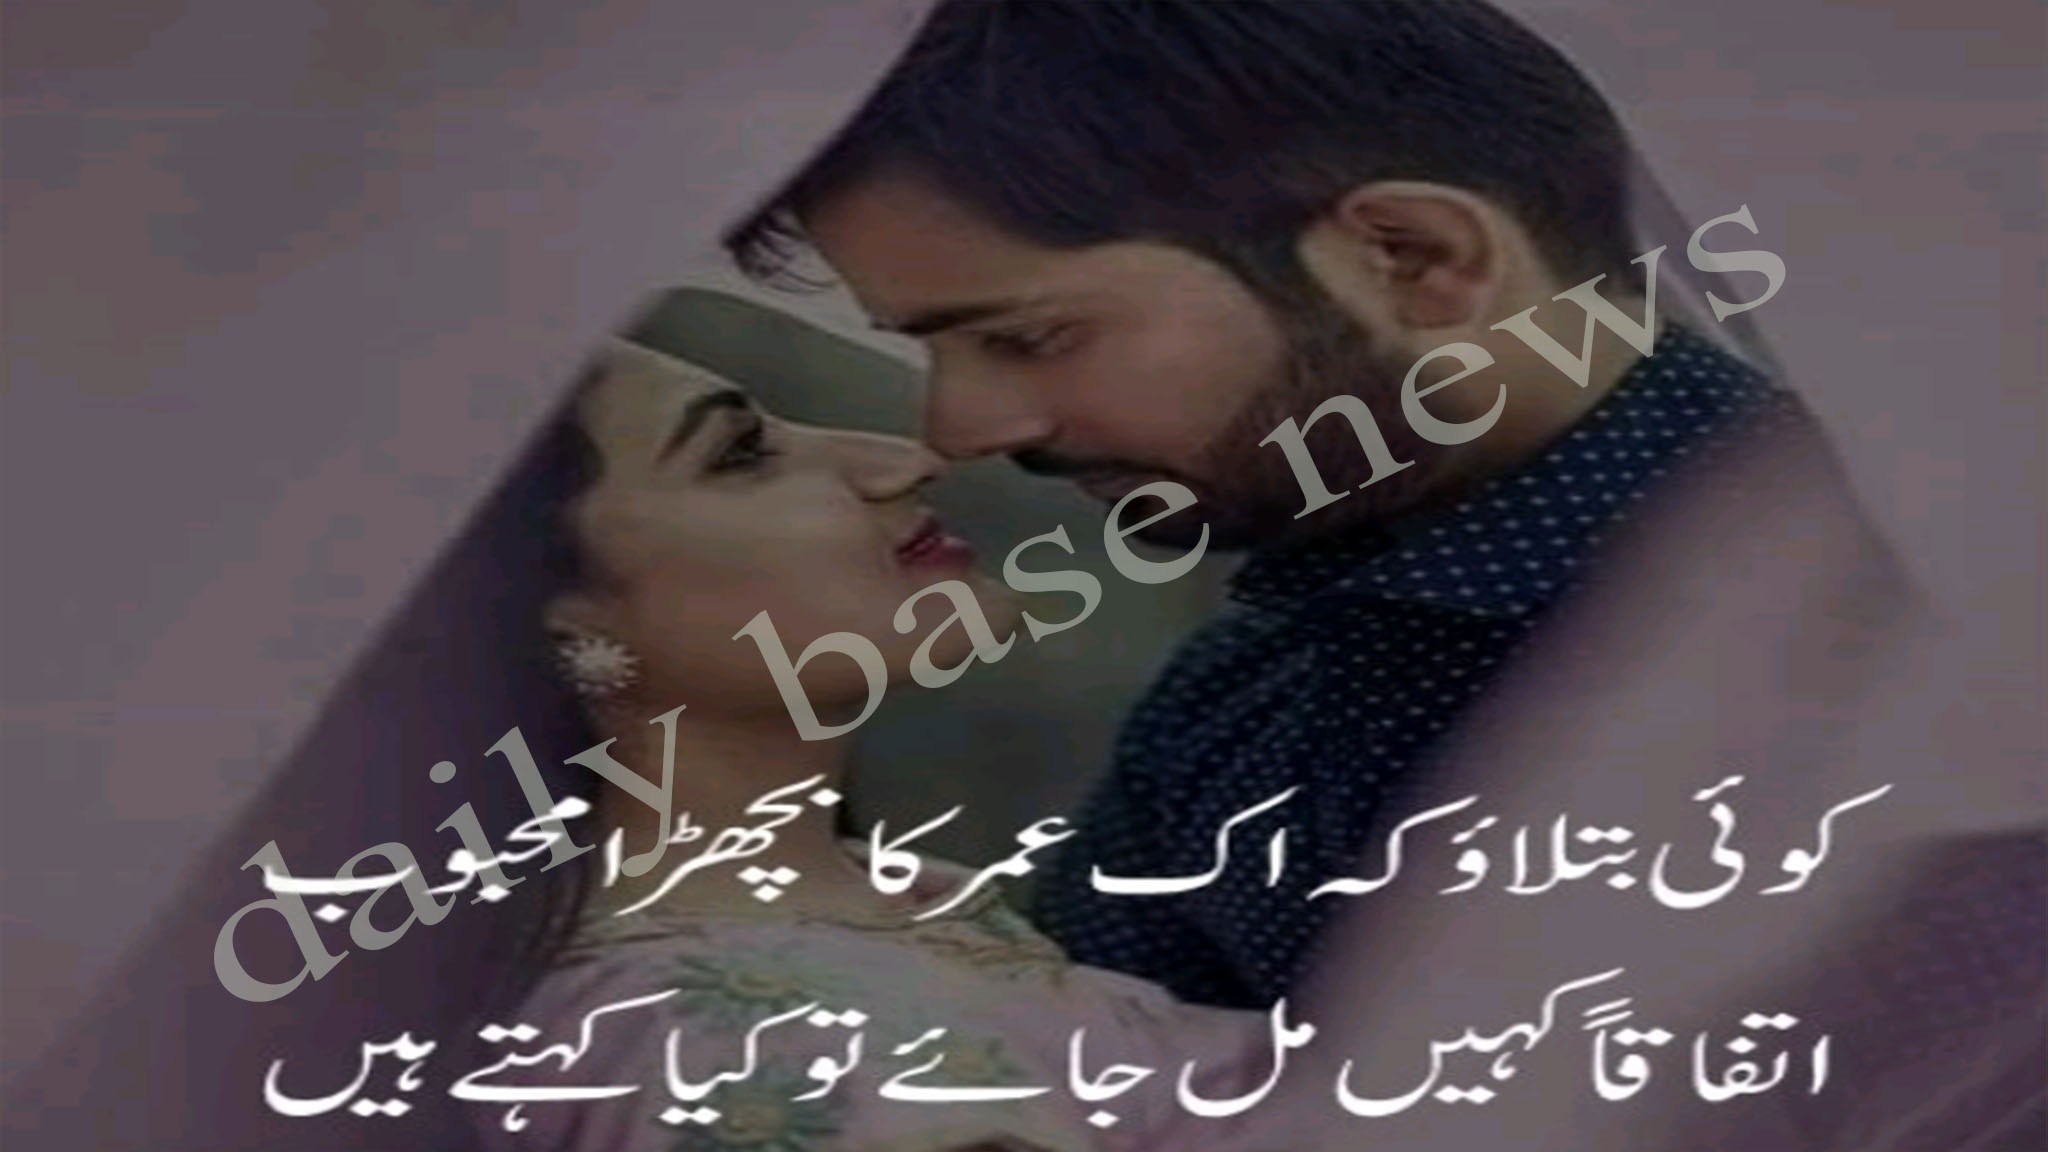 daily base news
کوئی بتلاؤ کہ اک عمر کا بچھڑا محبوب
اتفاقاً کہیں مل جائے تو کیا کہتے ہیں